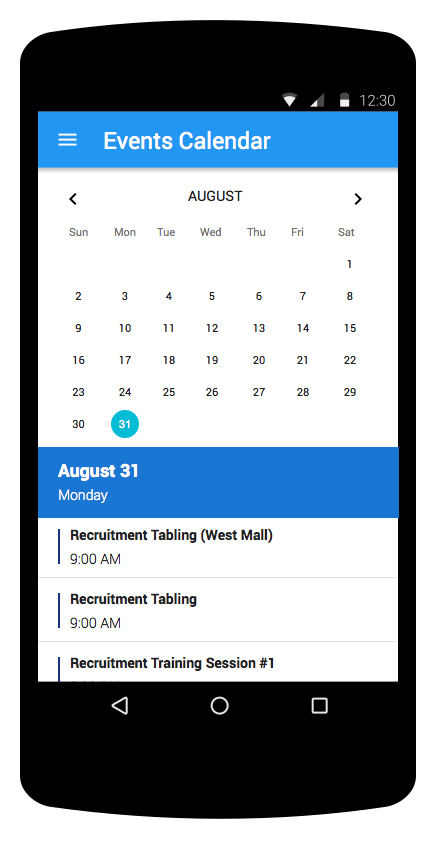 12:30
Events Calendar
AUGUST
Sun Mon Tue Wed Thu Fri Sat
1
2 3 4 5 6 7 8
9 10 11 12 13 14 15
16 17 18 19 20 21 22
23 24 25 26 27 28 29
30 31
August 31
Monday
Recruitment Tabling (West Mall)
9:00 AM
Recruitment Tabling
9:00 AM
Recruitment Training Session #1